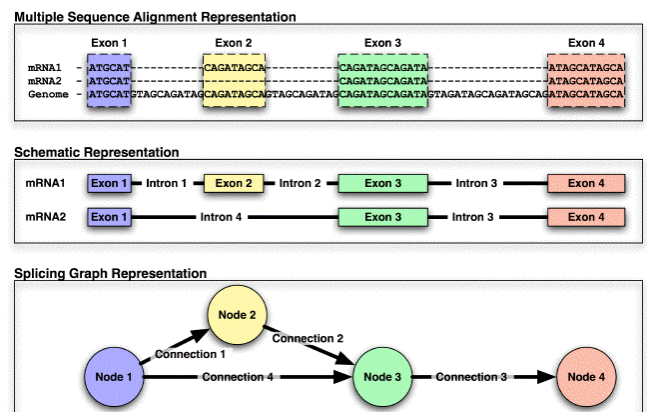 Multiple Sequence Alignment Representation
Exon 1 Exon 2 Exon 3 Exon 4
mRNA1 - ATGCAT-----------CAGATAGCA-----------CAGATAGCAGATA------------------ATAGCATAGCA
mRNA2 - ATGCAT-------------------------------CAGATAGCAGATA------------------ATAGCATAGCA
Genome - ATGCATGTAGCAGATAGCAGATAGCAGTAGCAGATAGCAGATAGCAGATAGTAGATAGCAGATAGCAGATAGCATAGCA
Schematic Representation
mRNA1 Exon 1 Intron 1 Exon 2 Intron 2 Exon 3 Intron 3 Exon 4
mRNA2 Exon 1 Intron 4 Exon 3 Intron 3 Exon 4
Splicing Graph Representation
Node 2
Connection 1 Connection 2
Node 1 Connection 4 Node 3 Connection 3 Node 4